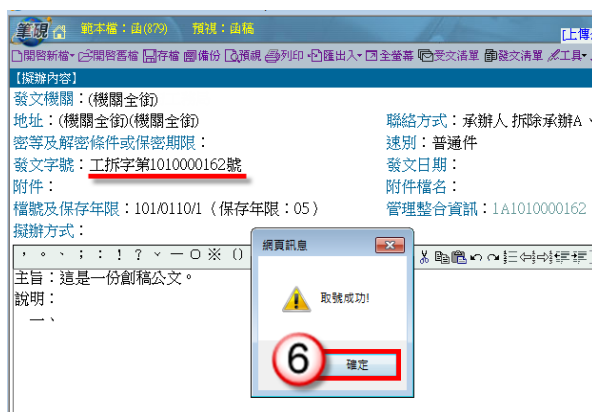 筆硯 範本檔：函(879) 預視：函稿
[上傳
開啓新檔 開啓舊檔 存檔 備份 預視 列印 匯出入 全螢幕 受文清單 發文清單 工具
【擬辦內容】
發文機關：(機關全銜)
地址：(機關全銜)(機關全銜) 聯絡方式：承辦人 拆除承辦A、
密等及解密條件或保密期限： 速別：普通件
發文字號：工拆字第1010000162號 發文日期：
附件： 附件檔名：
檔號及保存年限：101/0110/1（保存年限：05） 管理整合資訊：1A1010000162
擬辦方式：
，。、；：！？ˇ—○※（）
主旨：這是一份創稿公文。
說明：
一、
網頁訊息
取號成功!
6 確定